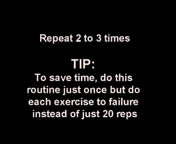 Repeat 2 to 3 times
TIP:
To save time, do this
routine just once but do
each exercise to failure
instead of just 20 reps